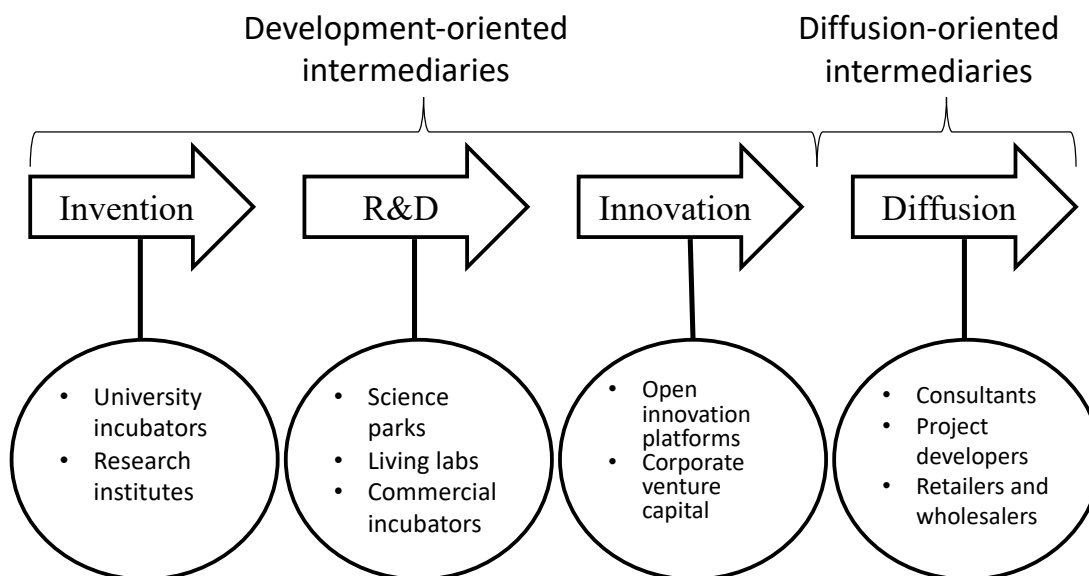 Development-oriented
intermediaries
Diffusion-oriented
intermediaries
Invention
R&D
Innovation
Diffusion
• University
incubators
• Research
institutes
• Science
parks
• Living labs
• Commercial
incubators
• Open
innovation
platforms
• Corporate
venture
capital
• Consultants
• Project
developers
• Retailers and
wholesalers